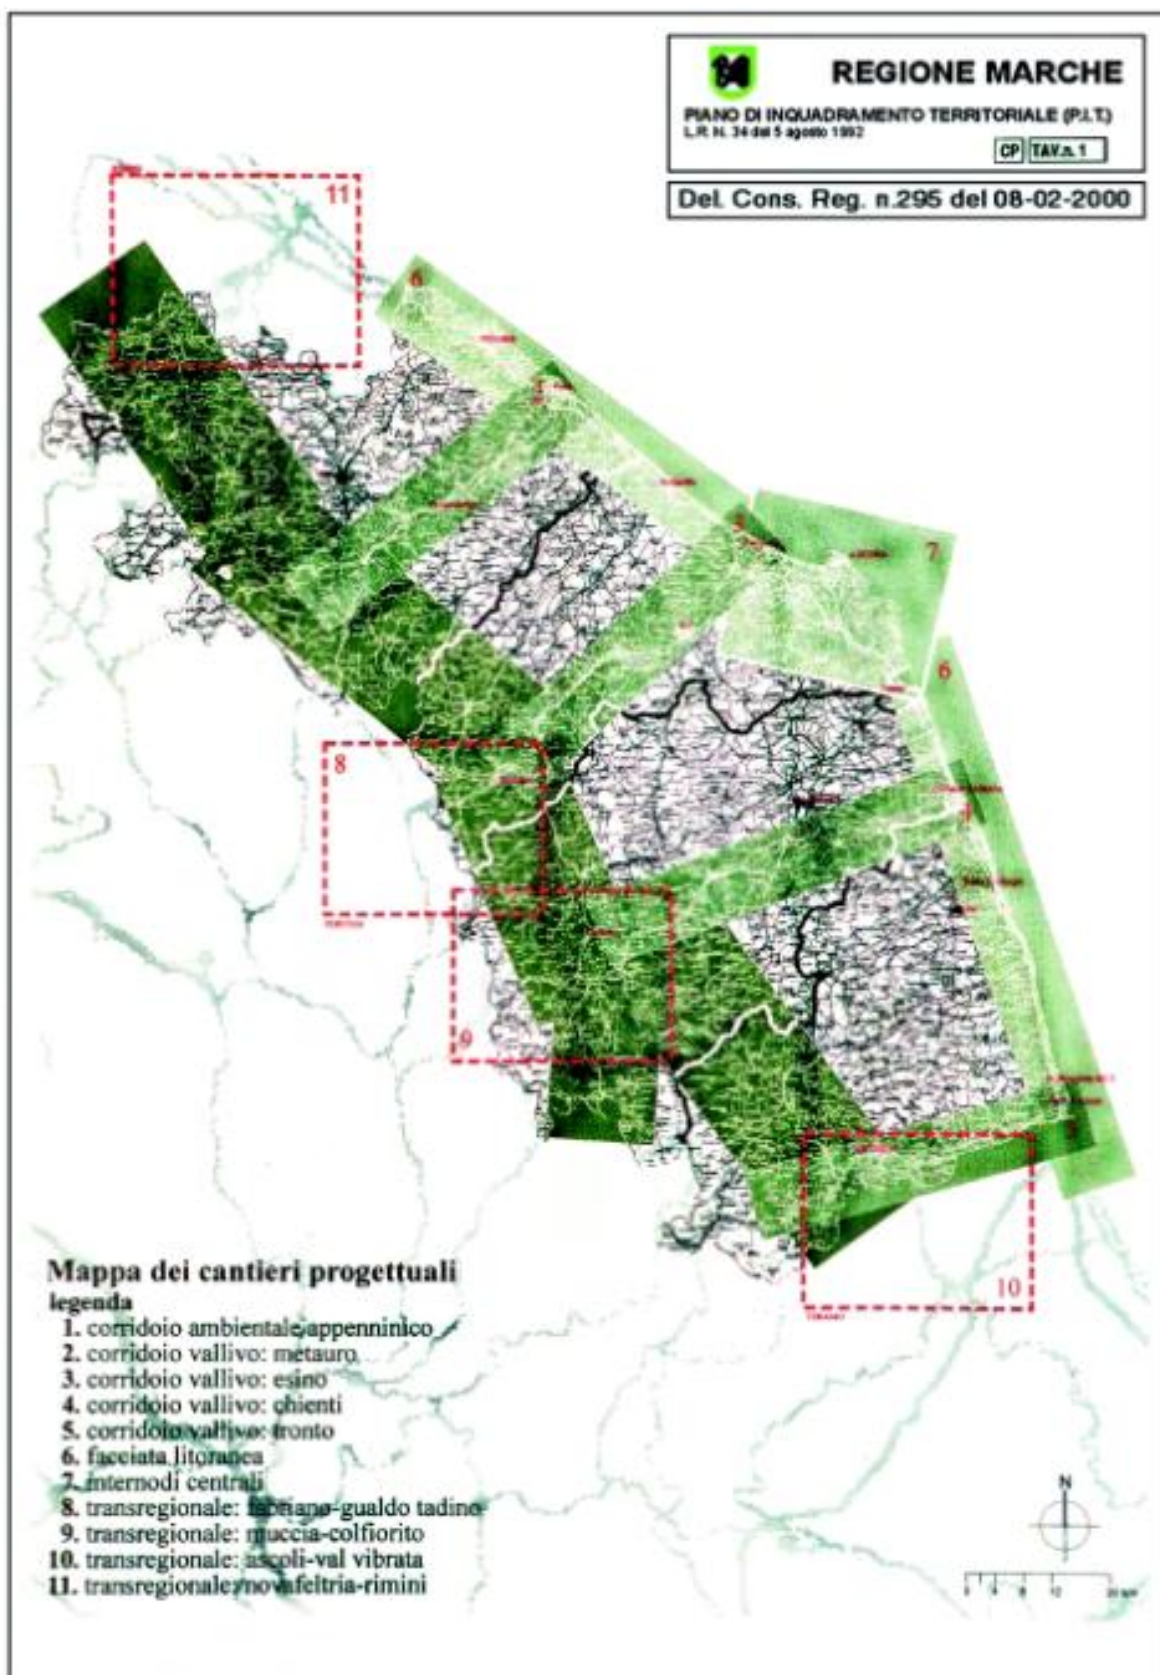 REGIONE MARCHE
PIANO DI INQUADRAMENTO TERRITORIALE (P.I.T.)
L.R. N. 34 del 5 agosto 1992
CP TAV.n. 1
Del. Cons. Reg. n.295 del 08-02-2000
11
6
7
6
8
9
10
Mappa dei cantieri progettuali
legenda
1. corridoio ambientale appenninico
2. corridoio vallivo: metauro
3. corridoio vallivo: esino
4. corridoio vallivo: chienti
5. corridoio vallivo: tronto
6. facciata litoranea
7. internodi centrali
8. transregionale: fabriano-gualdo tadino
9. transregionale: muccia-colfiorito
10. transregionale: ascoli-val vibrata
11. transregionale: novafeltria-rimini
N